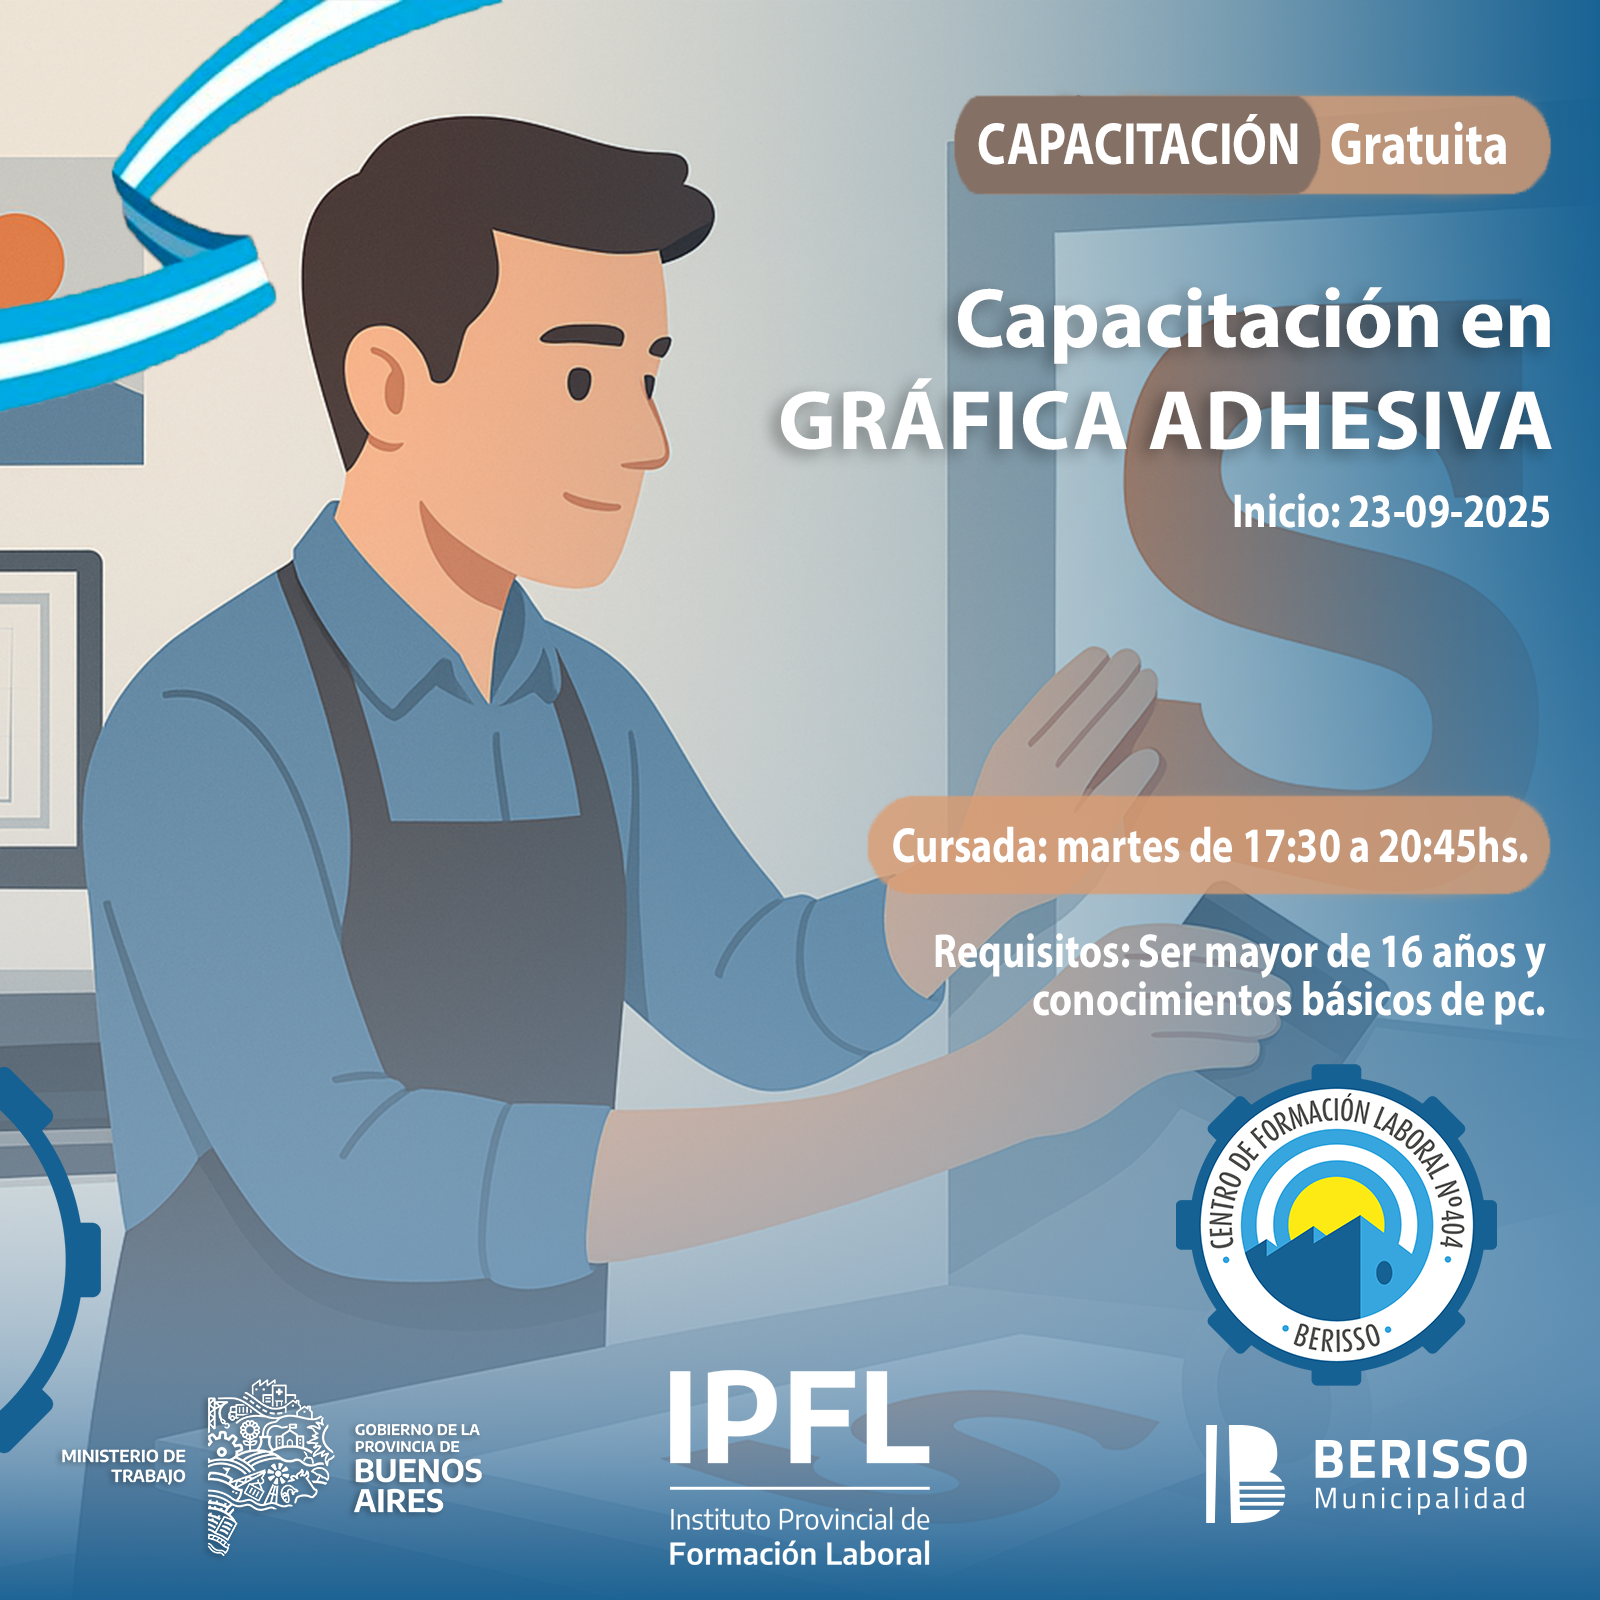 CAPACITACIÓN Gratuita
Capacitación en
GRÁFICA ADHESIVA
Inicio: 23-09-2025
Cursada: martes de 17:30 a 20:45hs.
Requisitos: Ser mayor de 16 años y
conocimientos básicos de pc.
CENTRO DE FORMACIÓN LABORAL Nº404
• BERISSO •
MINISTERIO DE
TRABAJO
GOBIERNO DE LA
PROVINCIA DE
BUENOS
AIRES
IPFL
Instituto Provincial de
Formación Laboral
BERISSO
Municipalidad